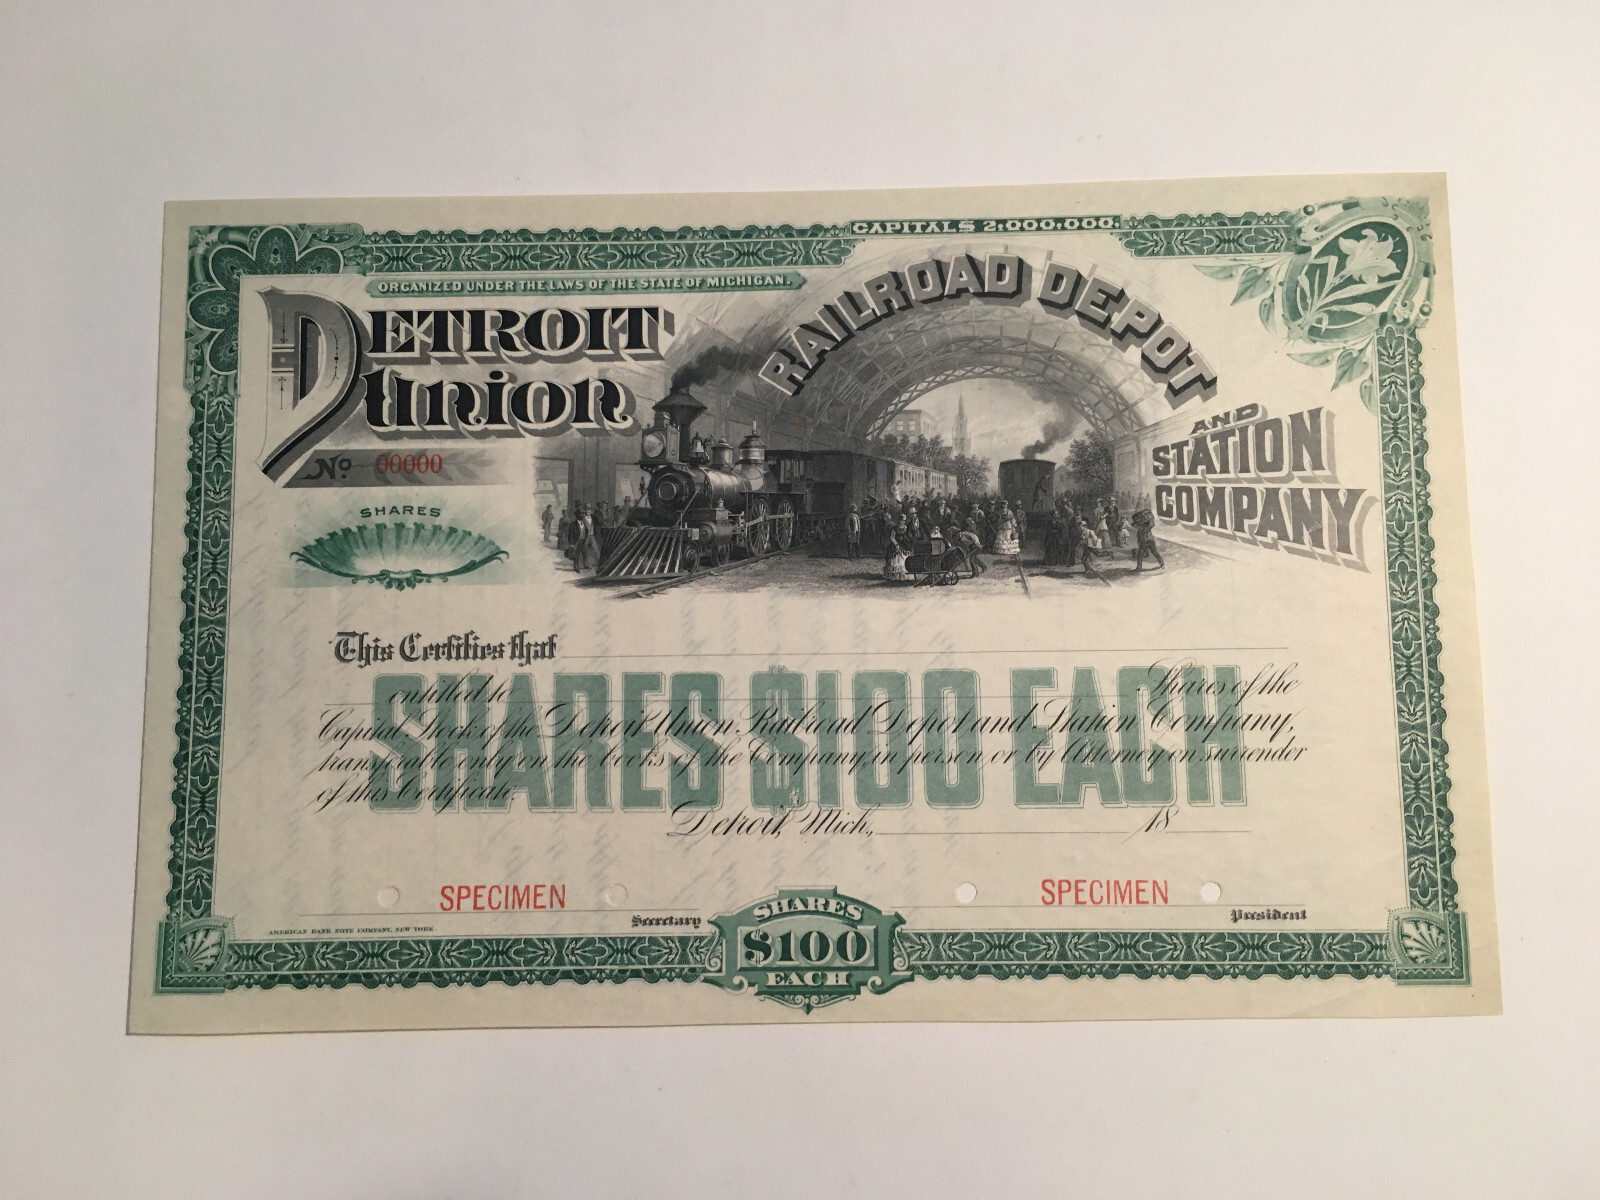 CAPITAL $ 2,000,000.
ORGANIZED UNDER THE LAWS OF THE STATE OF MICHIGAN.
DETROIT
UNION
RAILROAD DEPOT
AND
STATION
COMPANY
No 00000
SHARES
This Certifies that
entitled to Shares of the
Capital Stock of the Detroit Union Railroad Depot and Station Company,
transferable only on the books of the Company, in person or by Attorney on surrender
of this Certificate.
SHARES $100 EACH
Detroit, Mich., 18
SPECIMEN SPECIMEN
Secretary President
AMERICAN BANK NOTE COMPANY, NEW YORK.
SHARES
$100
EACH